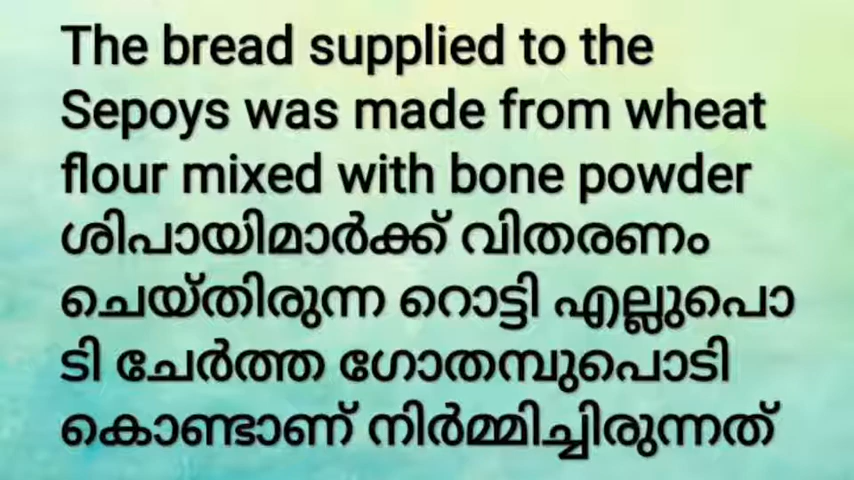 The bread supplied to the
Sepoys was made from wheat
flour mixed with bone powder
ശിപായിമാർക്ക് വിതരണം
ചെയ്തിരുന്ന റൊട്ടി എല്ലുപൊ
ടി ചേർത്ത ഗോതമ്പുപൊടി
കൊണ്ടാണ് നിർമ്മിച്ചിരുന്നത്